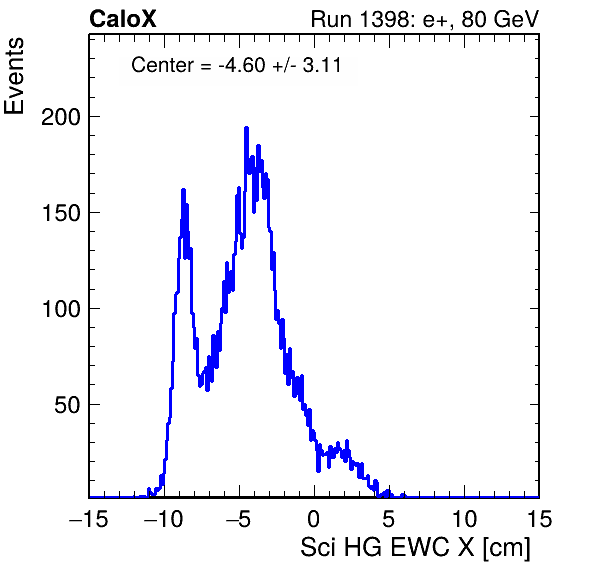 CaloX Run 1398: e+, 80 GeV
Events
Center = -4.60 +/- 3.11
200
150
100
50
−15 −10 −5 0 5 10 15
Sci HG EWC X [cm]